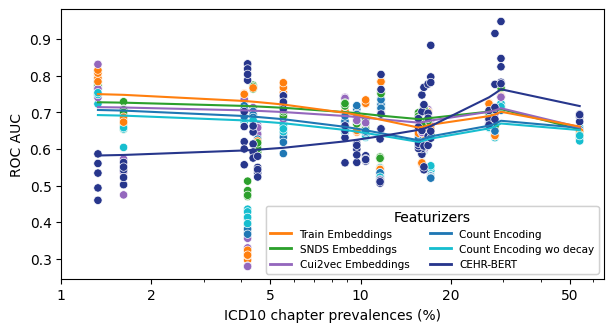 ROC AUC
0.9
0.8
0.7
0.6
0.5
0.4
0.3
Featurizers
Train Embeddings
SNDS Embeddings
Cui2vec Embeddings
Count Encoding
Count Encoding wo decay
CEHR-BERT
1 2 5 10 20 50
ICD10 chapter prevalences (%)